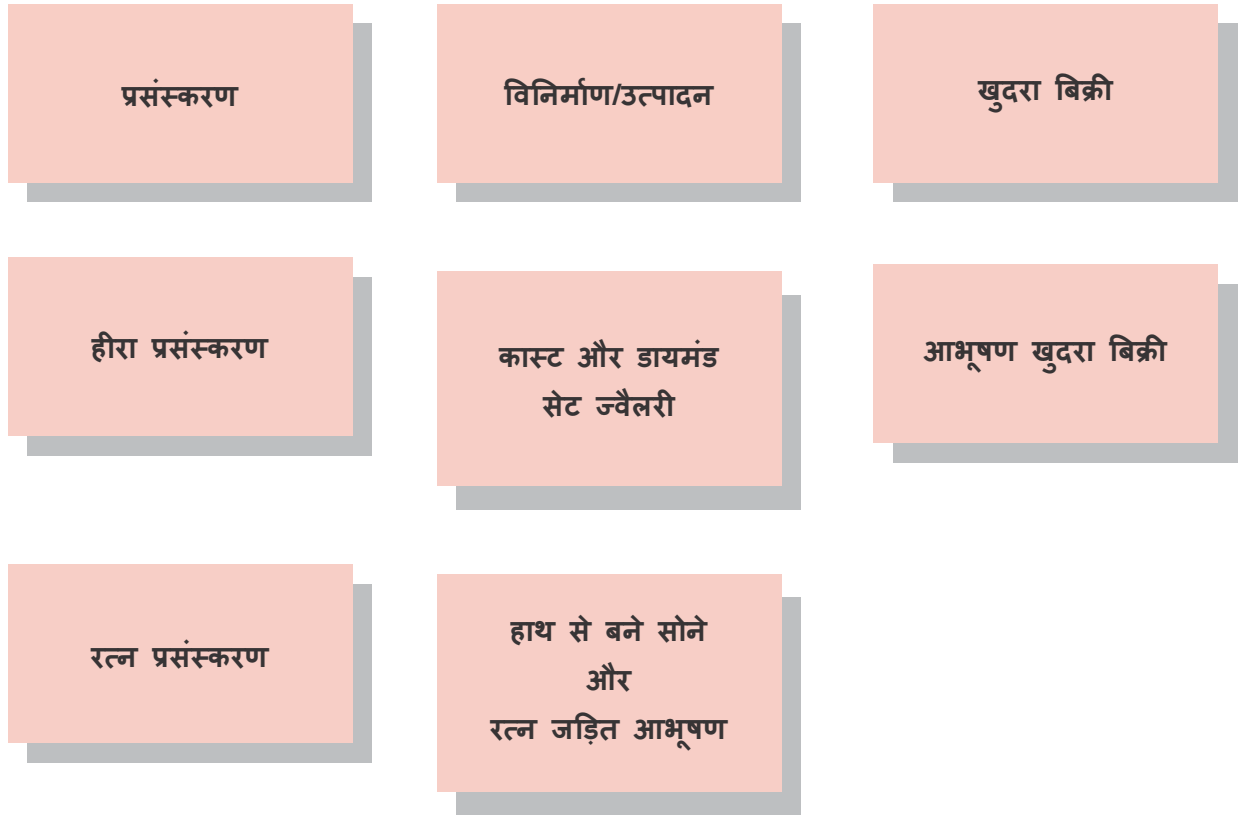 प्रसंस्करण
विनिर्माण/उत्पादन
खुदरा बिक्री
हीरा प्रसंस्करण
कास्ट और डायमंड
सेट ज्वैलरी
आभूषण खुदरा बिक्री
रत्न प्रसंस्करण
हाथ से बने सोने
और
रत्न जड़ित आभूषण